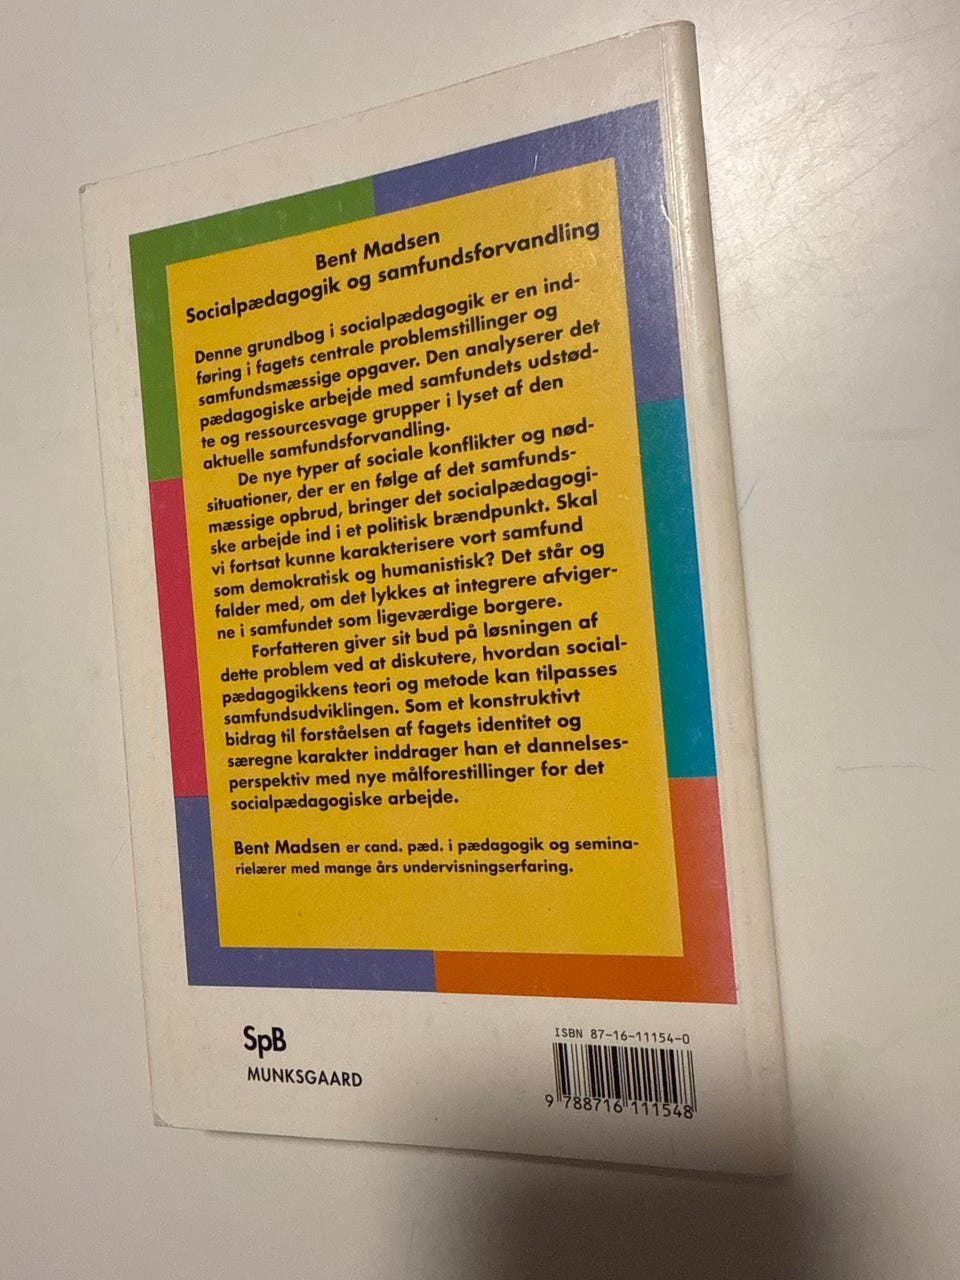 Bent Madsen
Socialpædagogik og samfundsforvandling
Denne grundbog i socialpædagogik er en ind-
føring i fagets centrale problemstillinger og
samfundsmæssige opgaver. Den analyserer det
pædagogiske arbejde med samfundets udstød-
te og ressourcesvage grupper i lyset af den
aktuelle samfundsforvandling.
De nye typer af sociale konflikter og nød-
situationer, der er en følge af det samfunds-
mæssige opbrud, bringer det socialpædagogi-
ske arbejde ind i et politisk brændpunkt. Skal
vi fortsat kunne karakterisere vort samfund
som demokratisk og humanistisk? Det står og
falder med, om det lykkes at integrere afviger-
ne i samfundet som ligeværdige borgere.
Forfatteren giver sit bud på løsningen af
dette problem ved at diskutere, hvordan social-
pædagogikkens teori og metode kan tilpasses
samfundsudviklingen. Som et konstruktivt
bidrag til forståelsen af fagets identitet og
særegne karakter inddrager han et dannelses-
perspektiv med nye målforestillinger for det
socialpædagogiske arbejde.
Bent Madsen er cand. pæd. i pædagogik og semina-
rielærer med mange års undervisningserfaring.
SpB
MUNKSGAARD
ISBN 87-16-11154-0
9 788716 111548